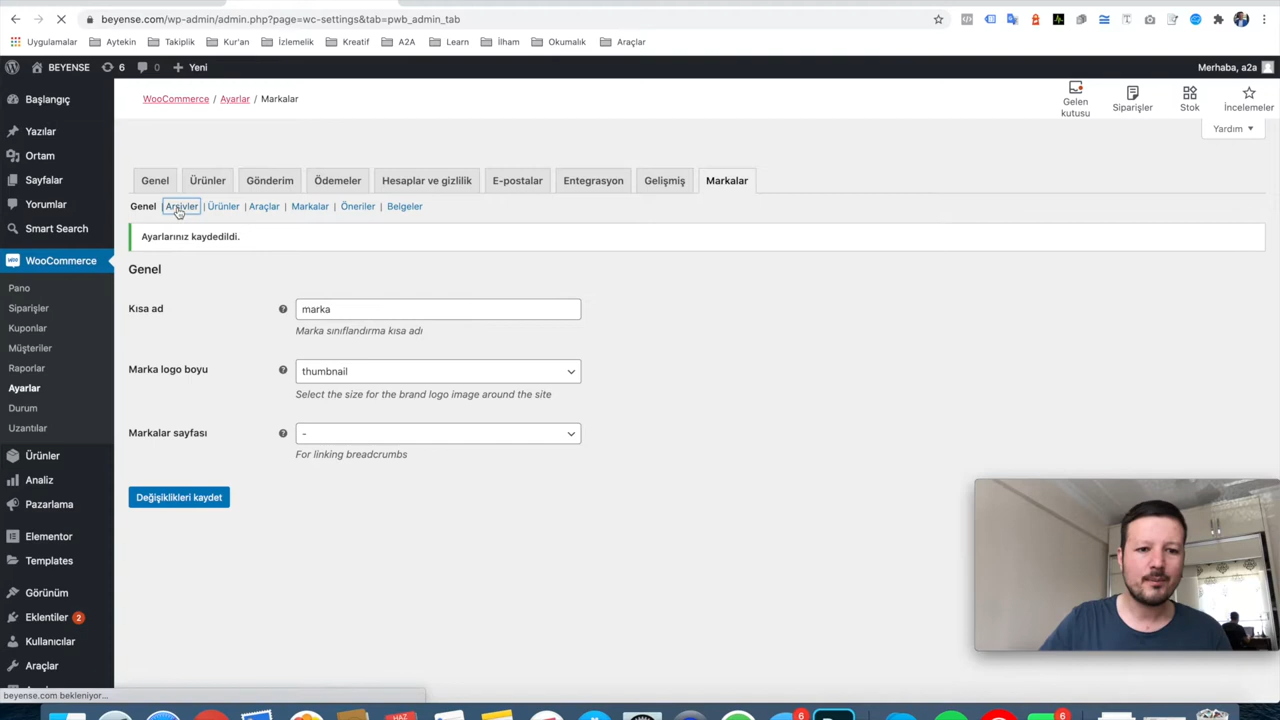 beyense.com/wp-admin/admin.php?page=wc-settings&tab=pwb_admin_tab
Uygulamalar Aytekin Takiplik Kur'an İzlemelik Kreatif A2A Learn İlham Okumalık Araçlar
BEYENSE 6 0 Yeni Merhaba, a2a
Başlangıç
Yazılar
Ortam
Sayfalar
Yorumlar
Smart Search
WooCommerce
Pano
Siparişler
Kuponlar
Müşteriler
Raporlar
Ayarlar
Durum
Uzantılar
Ürünler
Analiz
Pazarlama
Elementor
Templates
Görünüm
Eklentiler 2
Kullanıcılar
Araçlar
WooCommerce / Ayarlar / Markalar
Gelen kutusu
Siparişler
Stok
İncelemeler
Yardım
Genel Ürünler Gönderim Ödemeler Hesaplar ve gizlilik E-postalar Entegrasyon Gelişmiş Markalar
Genel | Arşivler | Ürünler | Araçlar | Markalar | Öneriler | Belgeler
Ayarlarınız kaydedildi.
Genel
Kısa ad
marka
Marka sınıflandırma kısa adı
Marka logo boyu
thumbnail
Select the size for the brand logo image around the site
Markalar sayfası
-
For linking breadcrumbs
Değişiklikleri kaydet
beyense.com bekleniyor...
HAZ
6
6